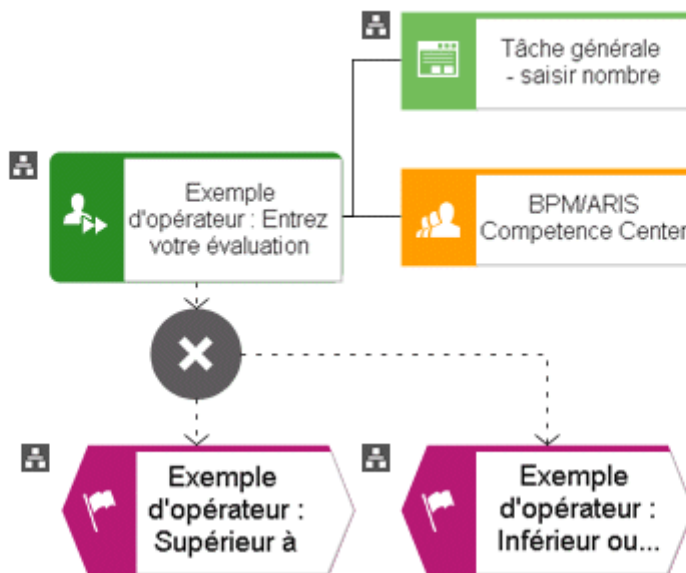 Tâche générale
- saisir nombre
Exemple
d'opérateur : Entrez
votre évaluation
BPM/ARIS
Competence Center
Exemple
d'opérateur :
Supérieur à
Exemple
d'opérateur :
Inférieur ou...